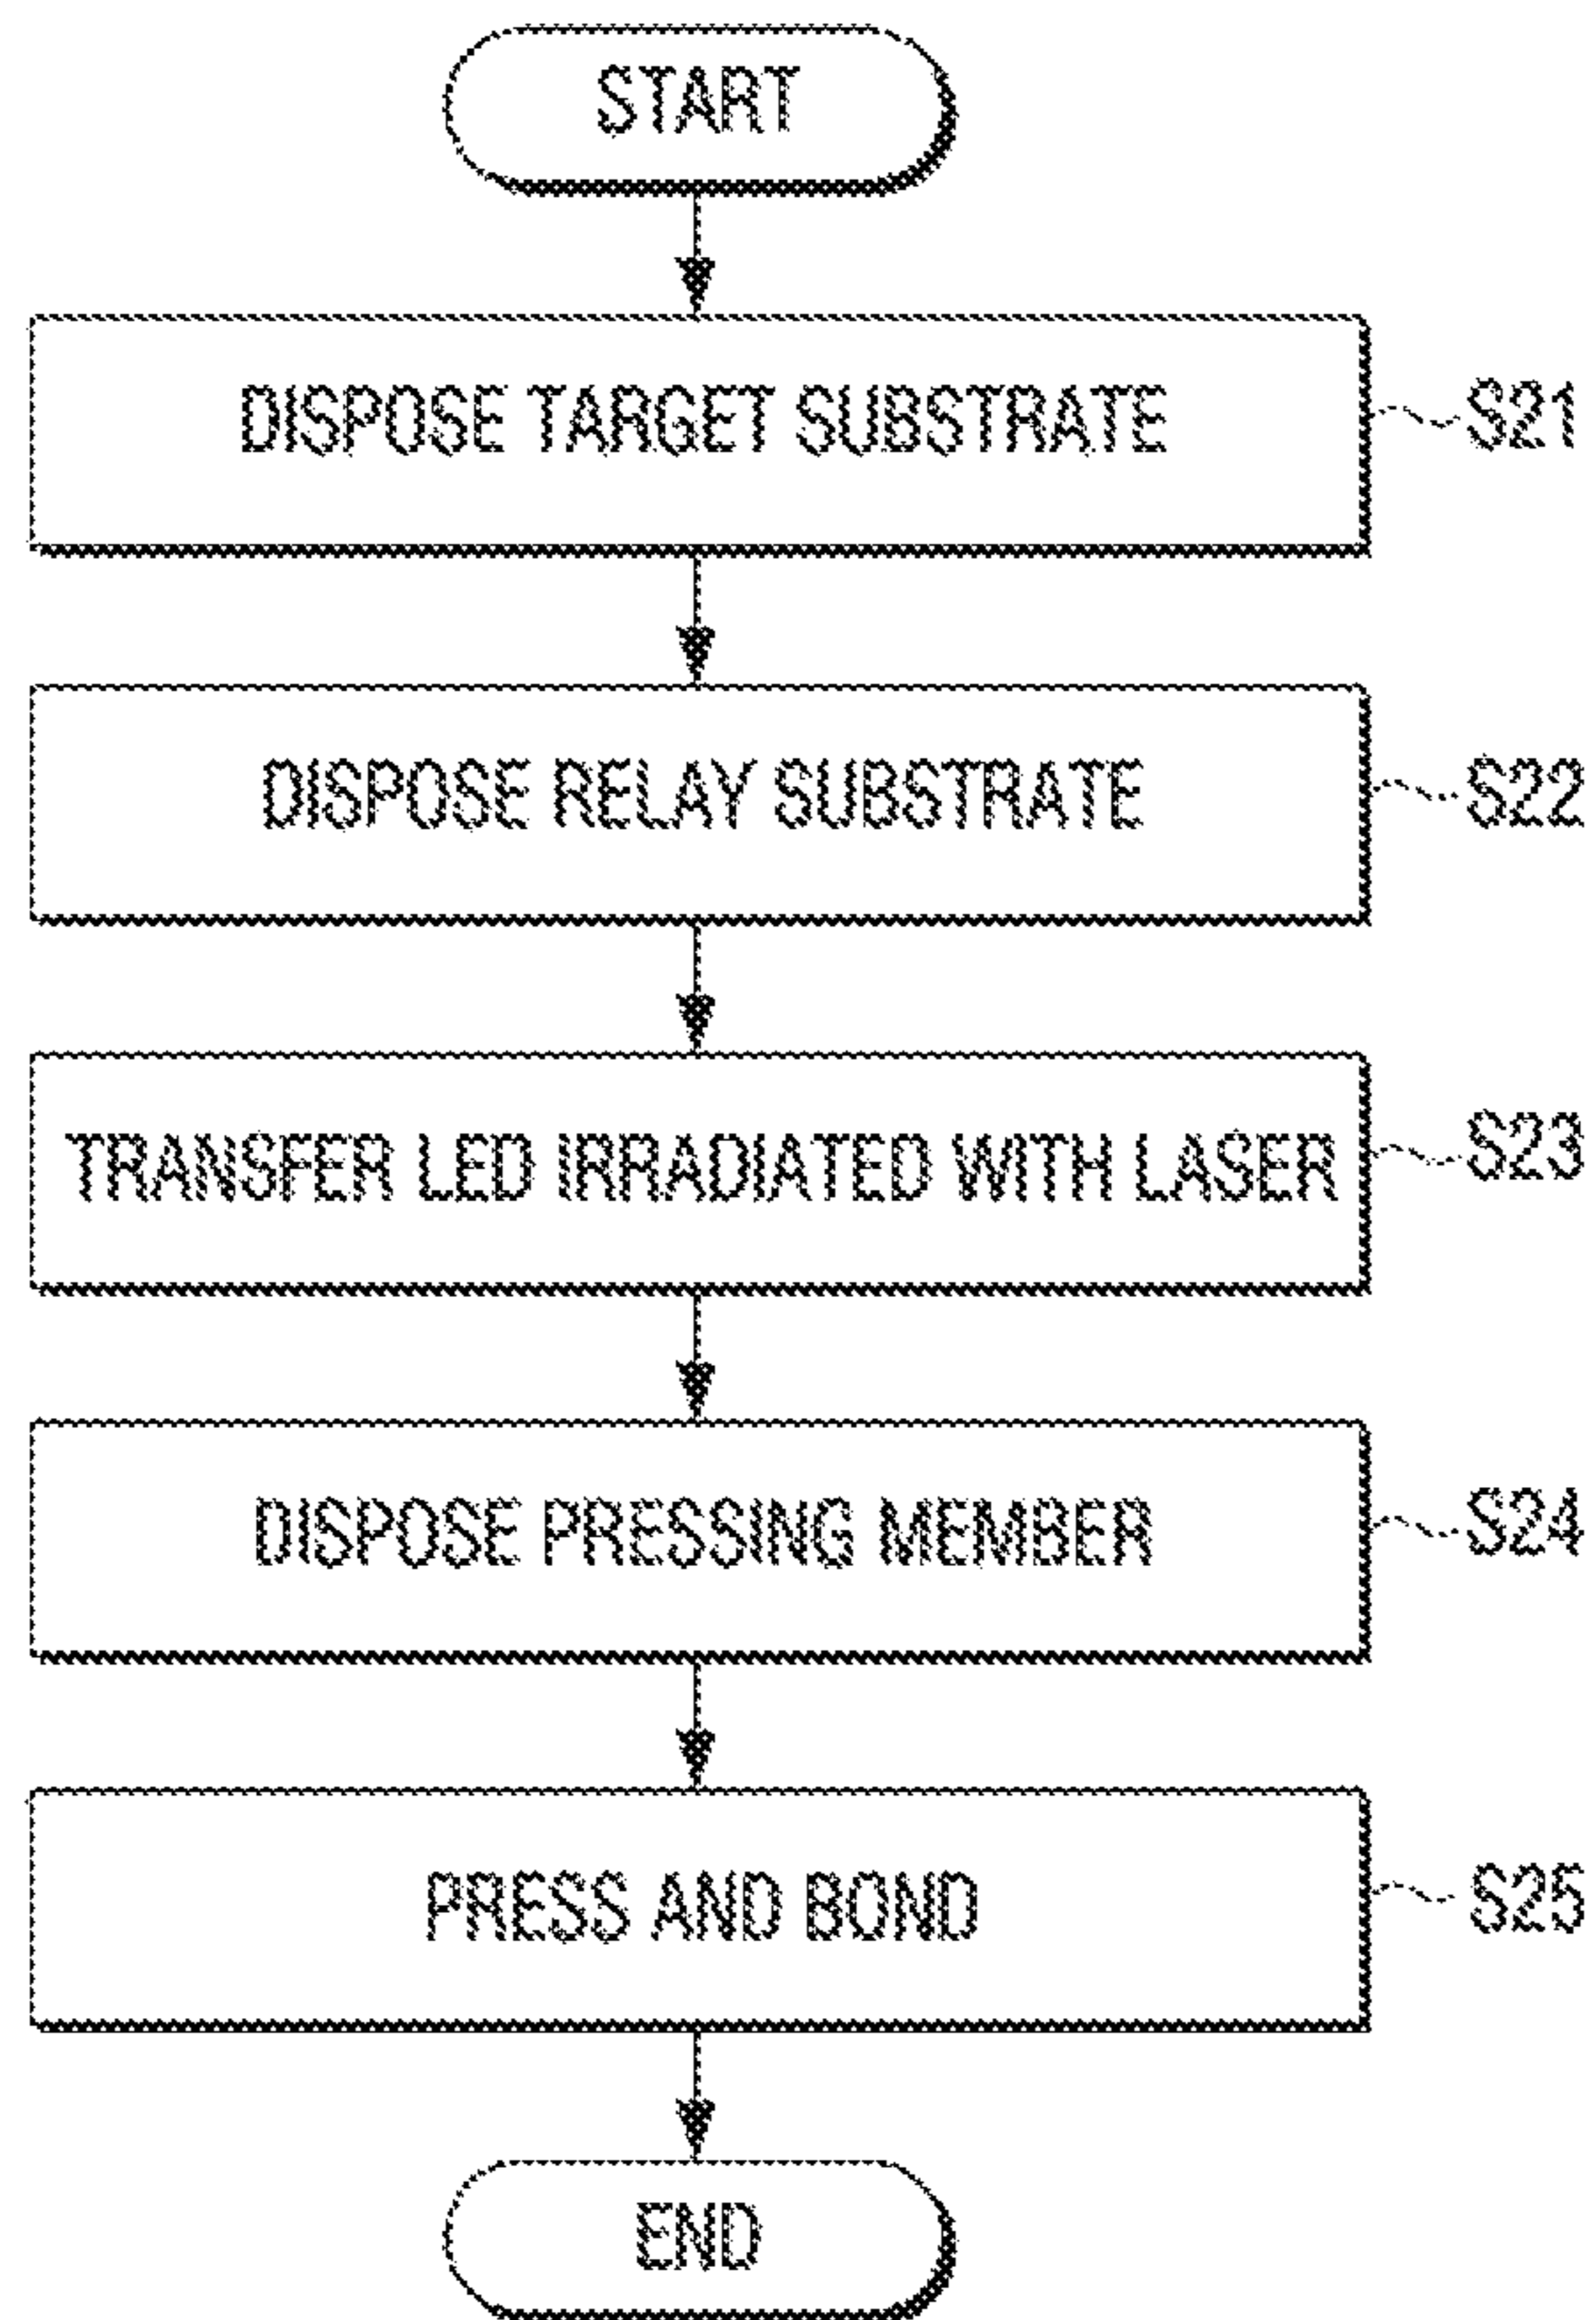 START
DISPOSE TARGET SUBSTRATE S21
DISPOSE RELAY SUBSTRATE S22
TRANSFER LED IRRADIATED WITH LASER S23
DISPOSE PRESSING MEMBER S24
PRESS AND BOND S25
END